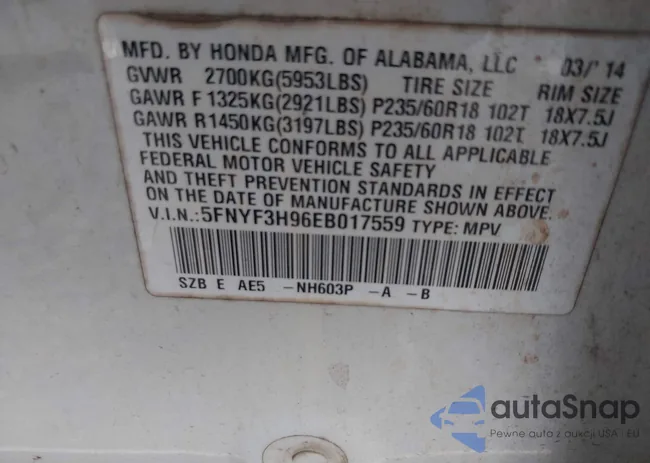 MFD. BY HONDA MFG. OF ALABAMA, LLC 03/'14
GVWR 2700KG(5953LBS) TIRE SIZE RIM SIZE
GAWR F 1325KG(2921LBS) P235/60R18 102T 18X7.5J
GAWR R1450KG(3197LBS) P235/60R18 102T 18X7.5J
THIS VEHICLE CONFORMS TO ALL APPLICABLE
FEDERAL MOTOR VEHICLE SAFETY
AND THEFT PREVENTION STANDARDS IN EFFECT
ON THE DATE OF MANUFACTURE SHOWN ABOVE.
V.I.N.:5FNYF3H96EB017559 TYPE: MPV
SZB E AE5 -NH603P -A -B
autaSnap
Pewne auta z aukcji USA i EU